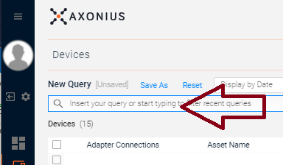 AXONIUS
Devices
New Query [Unsaved] Save As Reset Display by Date
Insert your query or start typing to filter recent queries
Devices (15)
Adapter Connections Asset Name